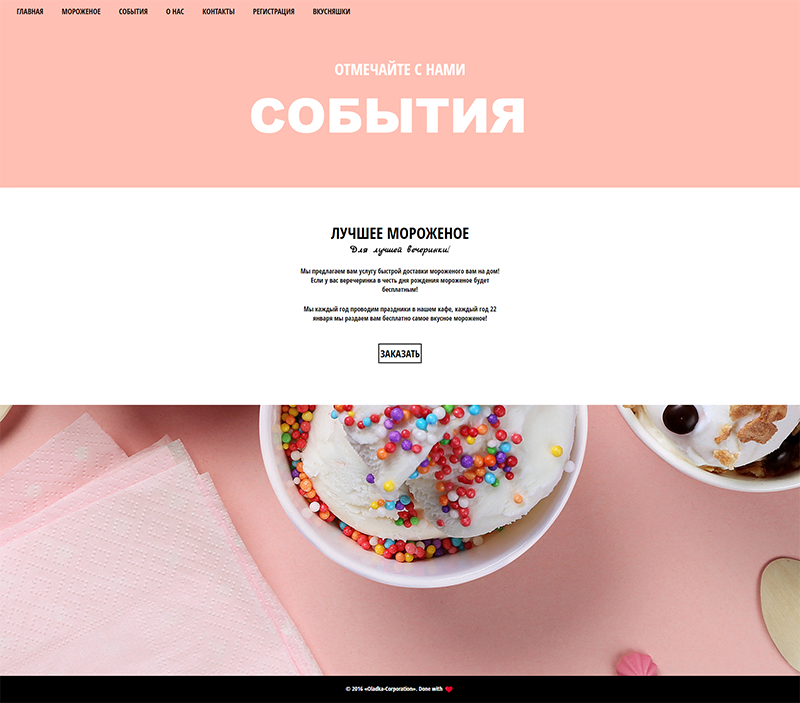 ГЛАВНАЯ МОРОЖЕНОЕ СОБЫТИЯ О НАС КОНТАКТЫ РЕГИСТРАЦИЯ ВКУСНЯШКИ
ОТМЕЧАЙТЕ С НАМИ
СОБЫТИЯ
ЛУЧШЕЕ МОРОЖЕНОЕ
Для лучшей вечеринки!
Мы предлагаем вам услугу быстрой доставки мороженого вам на дом!
Если у вас веречеринка в честь дня рождения мороженое будет
бесплатным!
Мы каждый год проводим праздники в нашем кафе, каждый год 22
января мы раздаем вам бесплатно самое вкусное мороженое!
ЗАКАЗАТЬ
© 2016 «Oladka-Corporation». Done with ❤